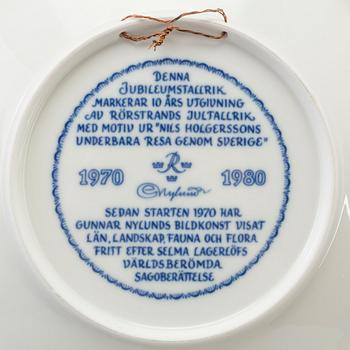 DENNA
JUBILEUMSTALLRIK
MARKERAR 10 ÅRS UTGIVNING
AV RÖRSTRANDS JULTALLRIK,
MED MOTIV UR "NILS HOLGERSSONS
UNDERBARA RESA GENOM SVERIGE"
R
1970 1980
GNylund
SEDAN STARTEN 1970 HAR
GUNNAR NYLUNDS BILDKONST VISAT
LÄN, LANDSKAP, FAUNA OCH FLORA
FRITT EFTER SELMA LAGERLÖFS
VÄRLDSBERÖMDA
SAGOBERÄTTELSE